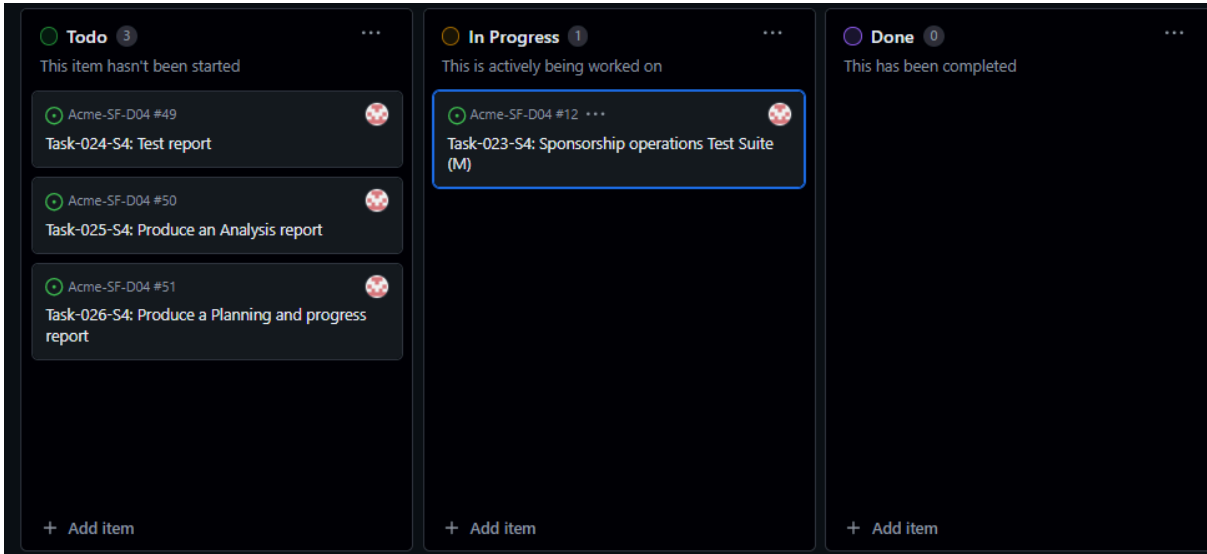 Todo 3
This item hasn't been started
Acme-SF-D04 #49
Task-024-S4: Test report
Acme-SF-D04 #50
Task-025-S4: Produce an Analysis report
Acme-SF-D04 #51
Task-026-S4: Produce a Planning and progress
report
+ Add item
In Progress 1
This is actively being worked on
Acme-SF-D04 #12 ···
Task-023-S4: Sponsorship operations Test Suite
(M)
+ Add item
Done 0
This has been completed
+ Add item